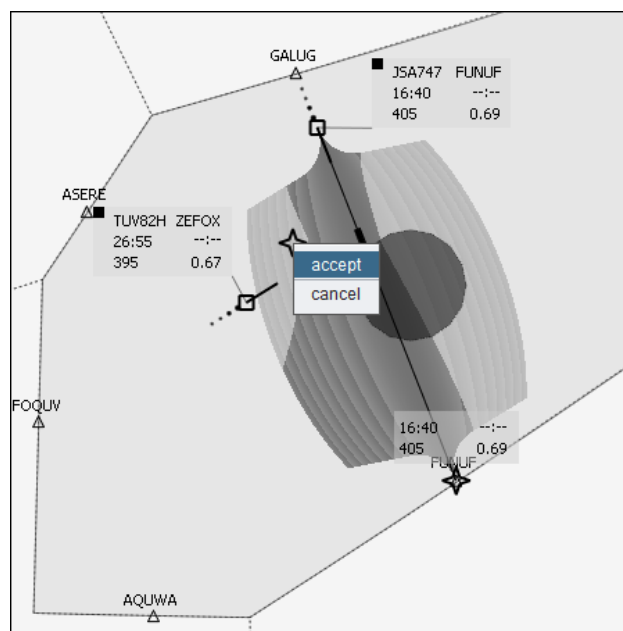 GALUG
JSA747 FUNUF
16:40 --:--
405 0.69
ASERE
TUV82H ZEFOX
26:55 --:--
395 0.67
accept
cancel
FOQUV
16:40 --:--
405 0.69
FUNUF
AQUWA